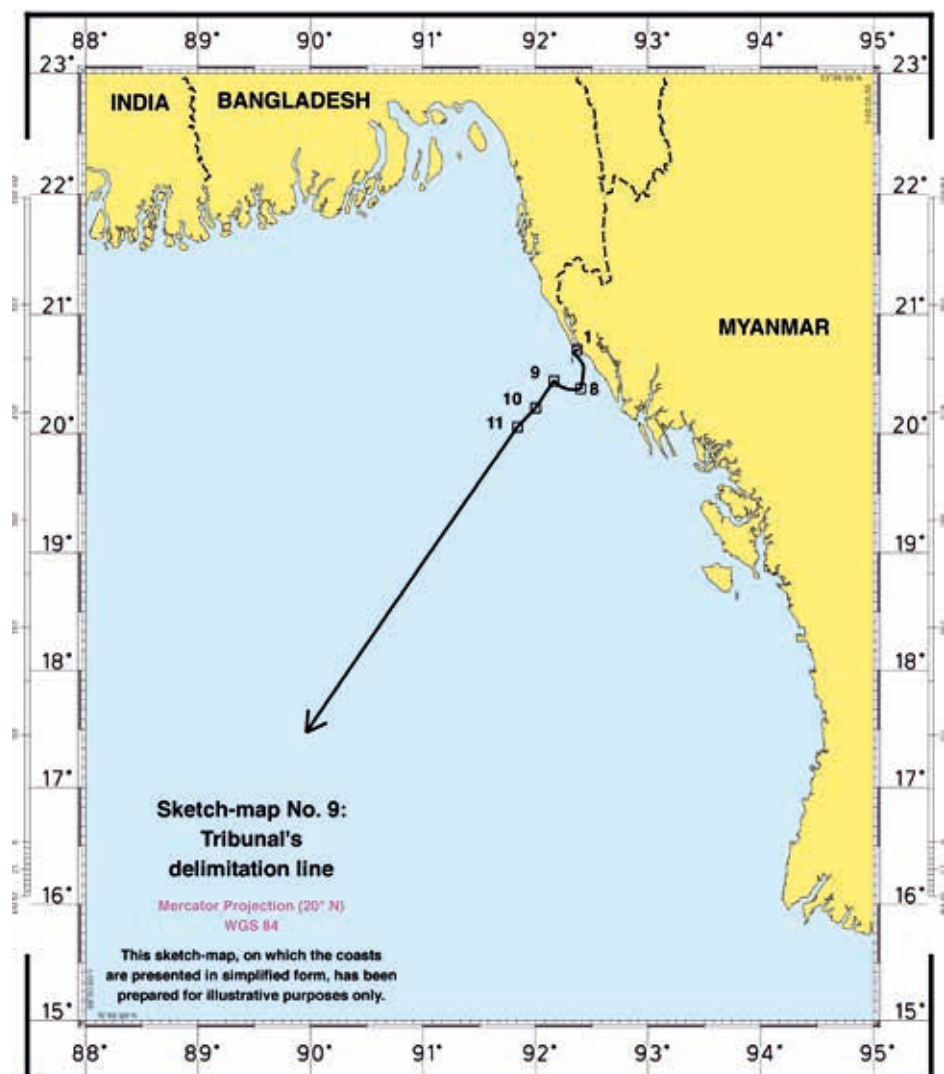 88° 89° 90° 91° 92° 93° 94° 95°
23° 23°
INDIA BANGLADESH
22° 22°
21° 21°
MYANMAR
1
9
8
10
11
20° 20°
19° 19°
18° 18°
17° 17°
Sketch-map No. 9:
Tribunal's
delimitation line
16° 16°
Mercator Projection (20° N)
WGS 84
This sketch-map, on which the coasts
are presented in simplified form, has been
prepared for illustrative purposes only.
15° 15°
88° 89° 90° 91° 92° 93° 94° 95°